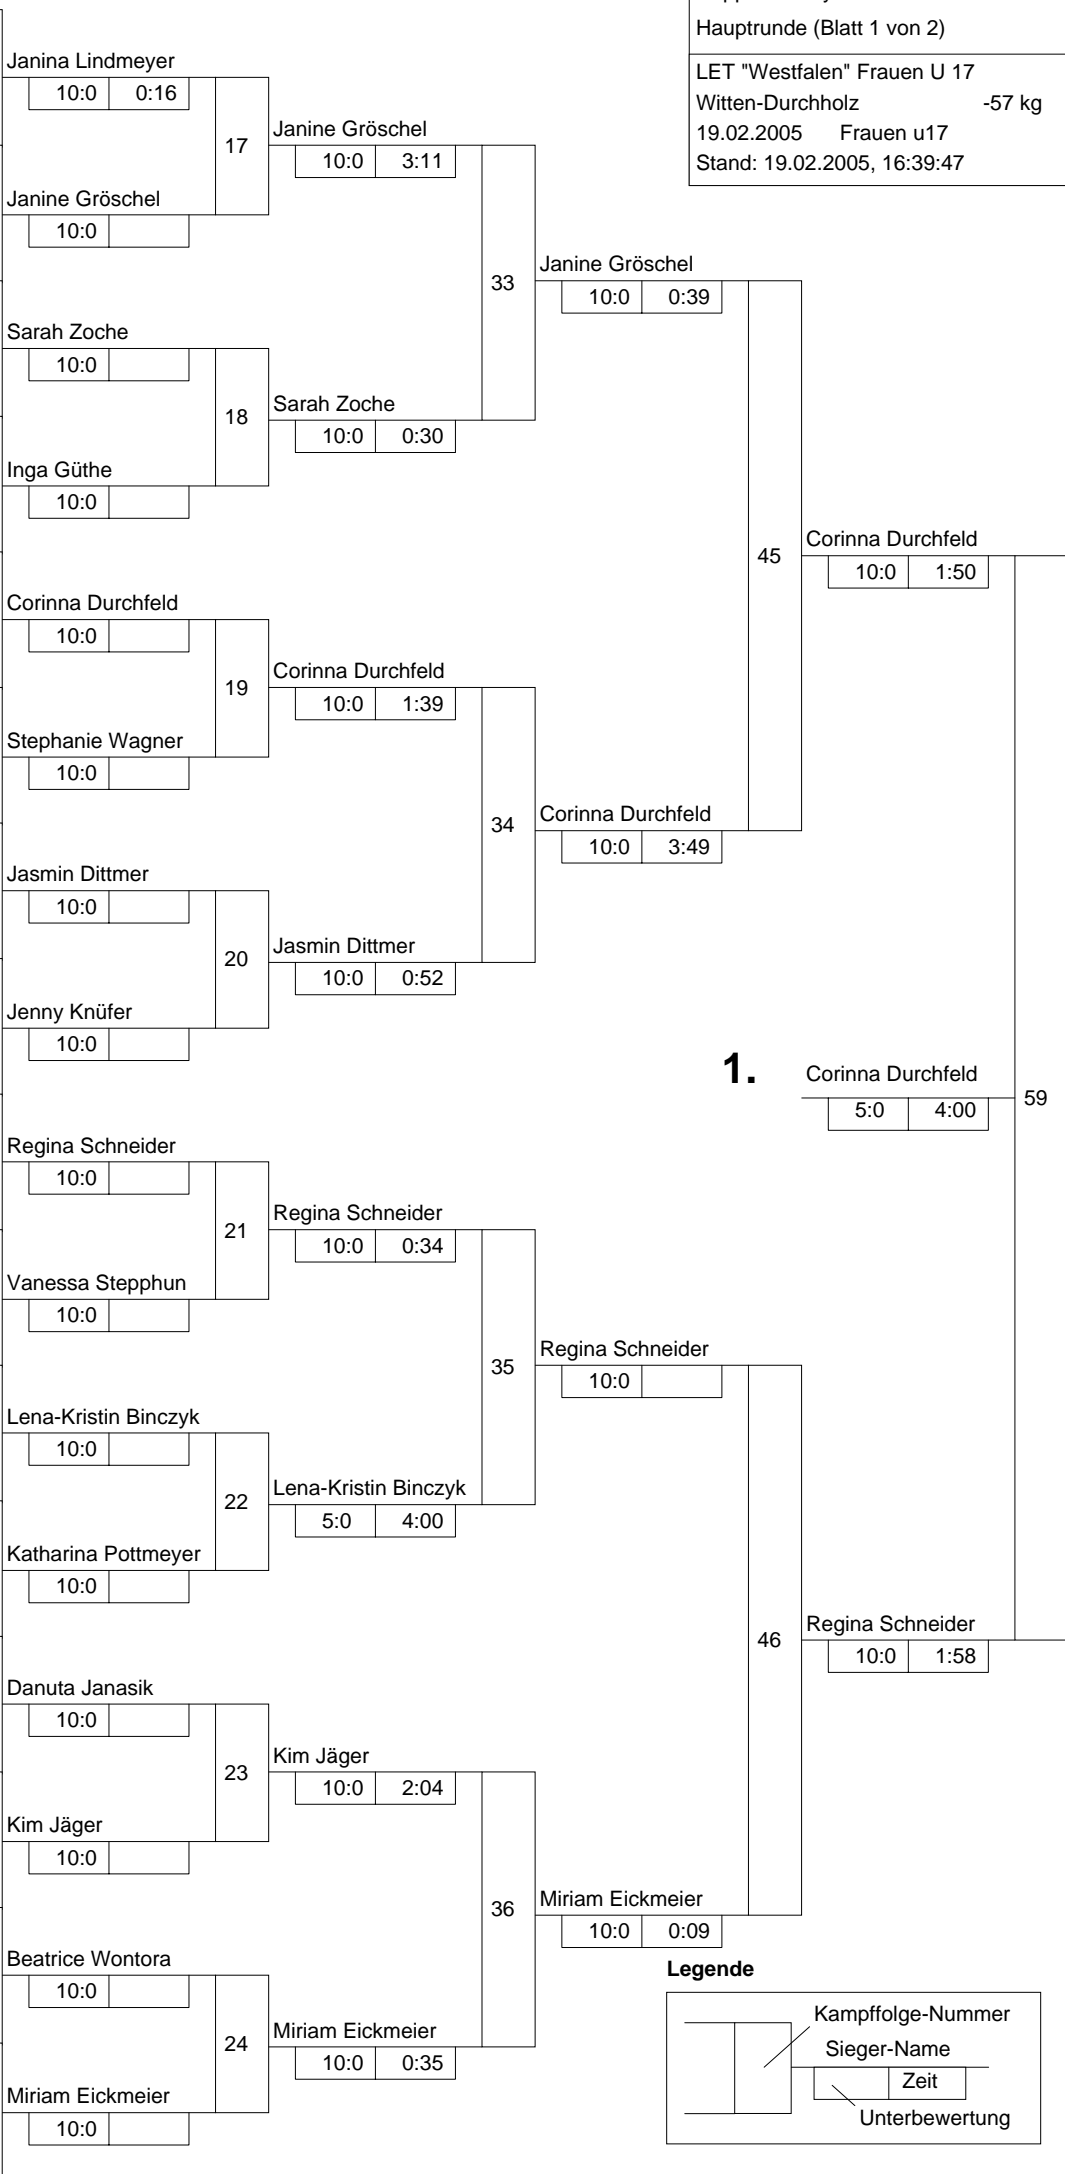 Hauptrunde (Blatt 1 von 2)
LET "Westfalen" Frauen U 17
Witten-Durchholz -57 kg
19.02.2005 Frauen u17
Stand: 19.02.2005, 16:39:47
Janina Lindmeyer
10:0 0:16
17
Janine Gröschel
10:0
Janine Gröschel
10:0 3:11
33
Sarah Zoche
10:0
18
Inga Güthe
10:0
Sarah Zoche
10:0 0:30
Janine Gröschel
10:0 0:39
45
Corinna Durchfeld
10:0
19
Stephanie Wagner
10:0
Corinna Durchfeld
10:0 1:39
34
Jasmin Dittmer
10:0
20
Jenny Knüfer
10:0
Jasmin Dittmer
10:0 0:52
Corinna Durchfeld
10:0 3:49
Corinna Durchfeld
10:0 1:50
1. Corinna Durchfeld
5:0 4:00
59
Regina Schneider
10:0
21
Vanessa Stepphun
10:0
Regina Schneider
10:0 0:34
35
Lena-Kristin Binczyk
10:0
22
Katharina Pottmeyer
10:0
Lena-Kristin Binczyk
5:0 4:00
Regina Schneider
10:0
46
Regina Schneider
10:0 1:58
Danuta Janasik
10:0
23
Kim Jäger
10:0
Kim Jäger
10:0 2:04
36
Beatrice Wontora
10:0
24
Miriam Eickmeier
10:0
Miriam Eickmeier
10:0 0:35
Miriam Eickmeier
10:0 0:09
Legende
Kampffolge-Nummer
Sieger-Name
Zeit
Unterbewertung